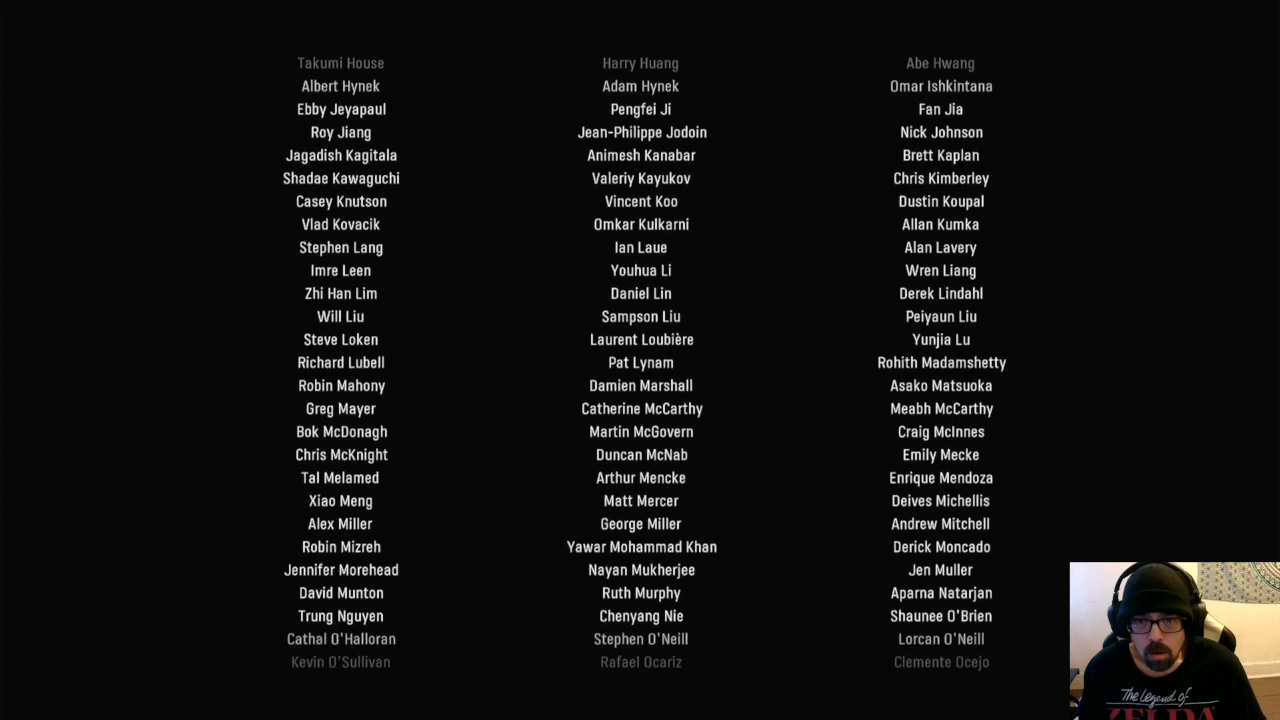 Takumi House Harry Huang Abe Hwang
Albert Hynek Adam Hynek Omar Ishkintana
Ebby Jeyapaul Pengfei Ji Fan Jia
Roy Jiang Jean-Philippe Jodoin Nick Johnson
Jagadish Kagitala Animesh Kanabar Brett Kaplan
Shadae Kawaguchi Valeriy Kayukov Chris Kimberley
Casey Knutson Vincent Koo Dustin Koupal
Vlad Kovacik Omkar Kulkarni Allan Kumka
Stephen Lang Ian Laue Alan Lavery
Imre Leen Youhua Li Wren Liang
Zhi Han Lim Daniel Lin Derek Lindahl
Will Liu Sampson Liu Peiyaun Liu
Steve Loken Laurent Loubière Yunjia Lu
Richard Lubell Pat Lynam Rohith Madamshetty
Robin Mahony Damien Marshall Asako Matsuoka
Greg Mayer Catherine McCarthy Meabh McCarthy
Bok McDonagh Martin McGovern Craig McInnes
Chris McKnight Duncan McNab Emily Mecke
Tal Melamed Arthur Mencke Enrique Mendoza
Xiao Meng Matt Mercer Deives Michellis
Alex Miller George Miller Andrew Mitchell
Robin Mizreh Yawar Mohammad Khan Derick Moncado
Jennifer Morehead Nayan Mukherjee Jen Muller
David Munton Ruth Murphy Aparna Natarjan
Trung Nguyen Chenyang Nie Shaunee O'Brien
Cathal O'Halloran Stephen O'Neill Lorcan O'Neill
Kevin O'Sullivan Rafael Ocariz Clemente Ocejo
The Legend of
ZELDA